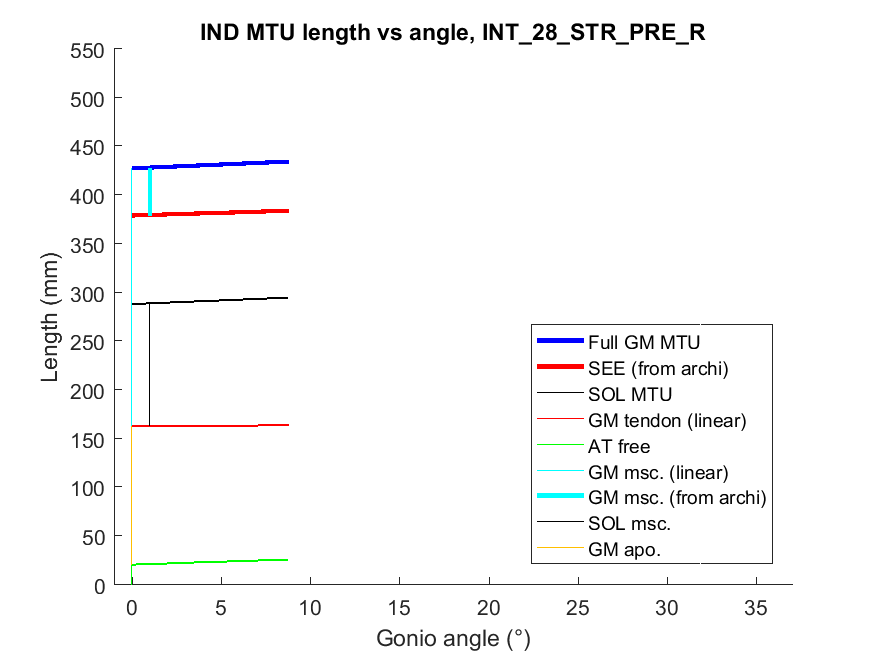 IND MTU length vs angle, INT_28_STR_PRE_R
550
500
450
400
350
300
250
200
150
100
50
0
Length (mm)
0 5 10 15 20 25 30 35
Gonio angle (°)
Full GM MTU
SEE (from archi)
SOL MTU
GM tendon (linear)
AT free
GM msc. (linear)
GM msc. (from archi)
SOL msc.
GM apo.